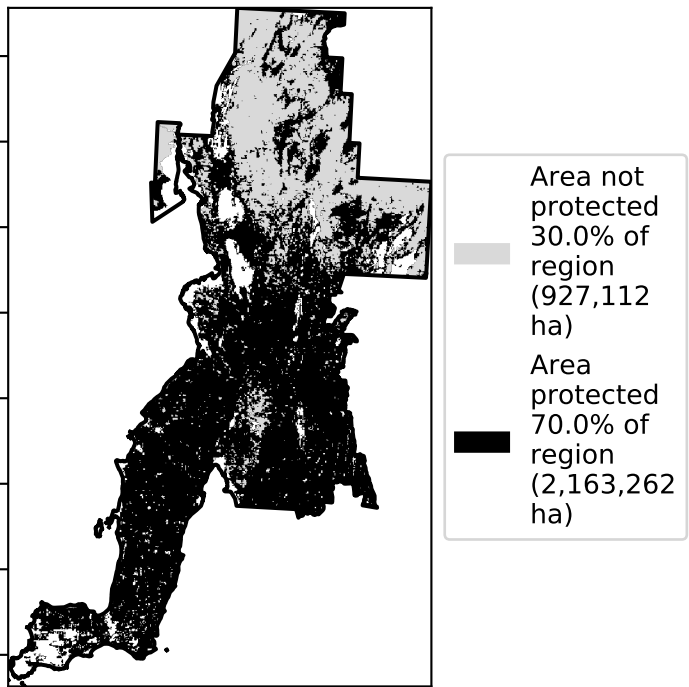 Area not
protected
30.0% of
region
(927,112
ha)
Area
protected
70.0% of
region
(2,163,262
ha)